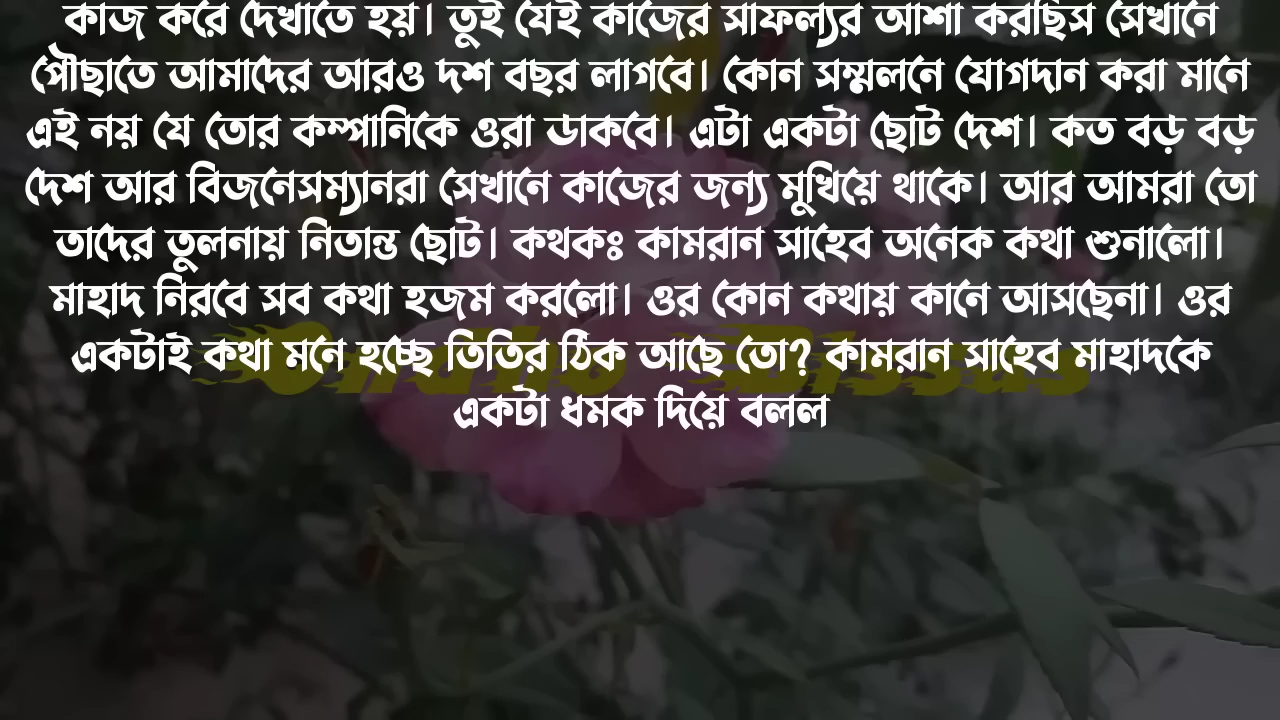 কাজ করে দেখাতে হয়। তুই যেই কাজের সাফল্যর আশা করছিস সেখানে
পৌছাতে আমাদের আরও দশ বছর লাগবে। কোন সম্মলনে যোগদান করা মানে
এই নয় যে তোর কম্পানিকে ওরা ডাকবে। এটা একটা ছোট দেশ। কত বড় বড়
দেশ আর বিজনেসম্যানরা সেখানে কাজের জন্য মুখিয়ে থাকে। আর আমরা তো
তাদের তুলনায় নিতান্ত ছোট। কথকঃ কামরান সাহেব অনেক কথা শুনালো।
মাহাদ নিরবে সব কথা হজম করলো। ওর কোন কথায় কানে আসছেনা। ওর
একটাই কথা মনে হচ্ছে তিতির ঠিক আছে তো? কামরান সাহেব মাহাদকে
একটা ধমক দিয়ে বলল